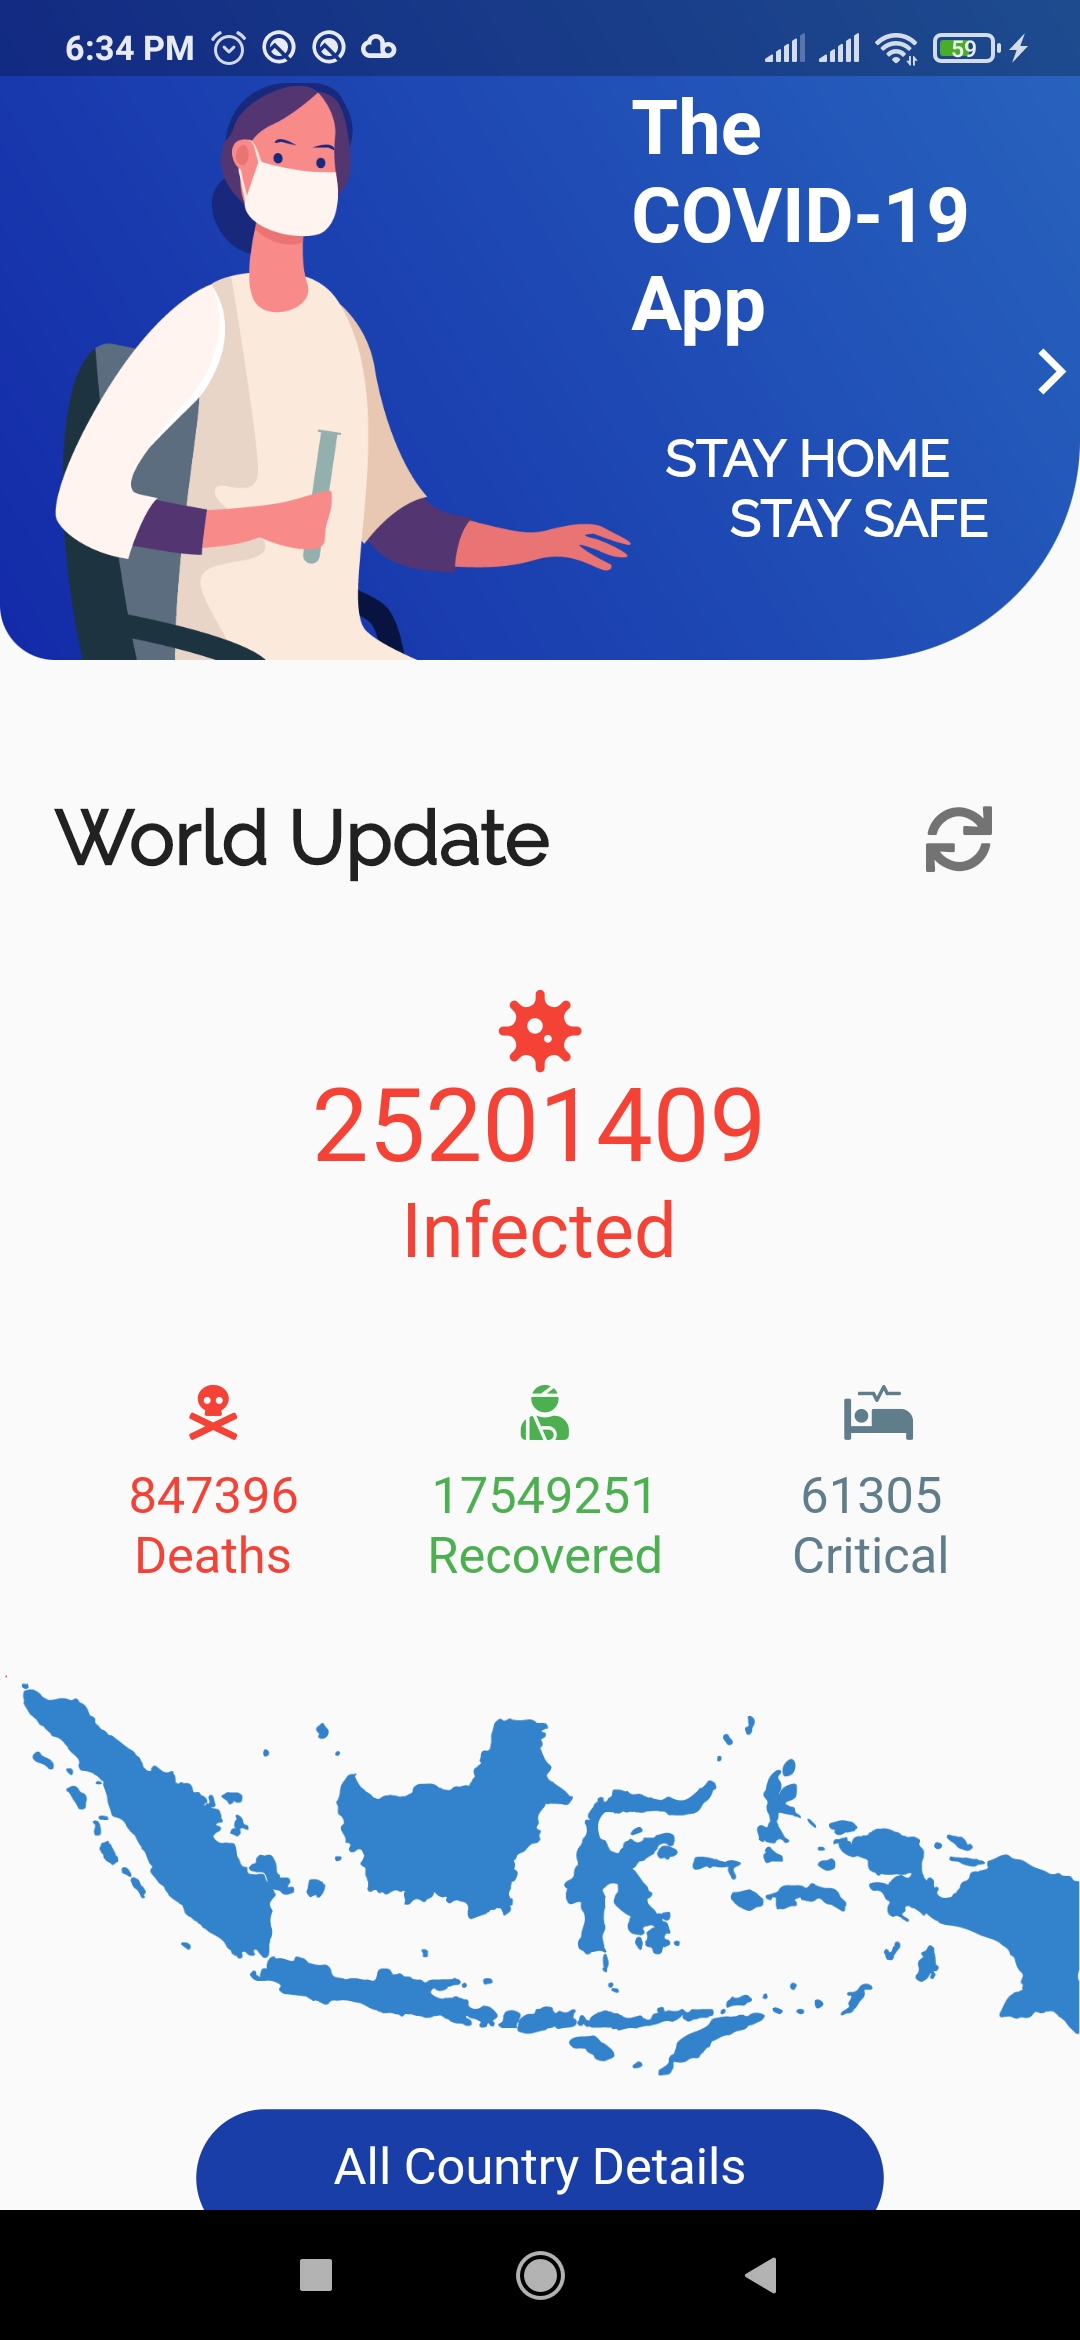 6:34 PM
59
The
COVID-19
App
STAY HOME
STAY SAFE
World Update
25201409
Infected
847396
Deaths
17549251
Recovered
61305
Critical
All Country Details